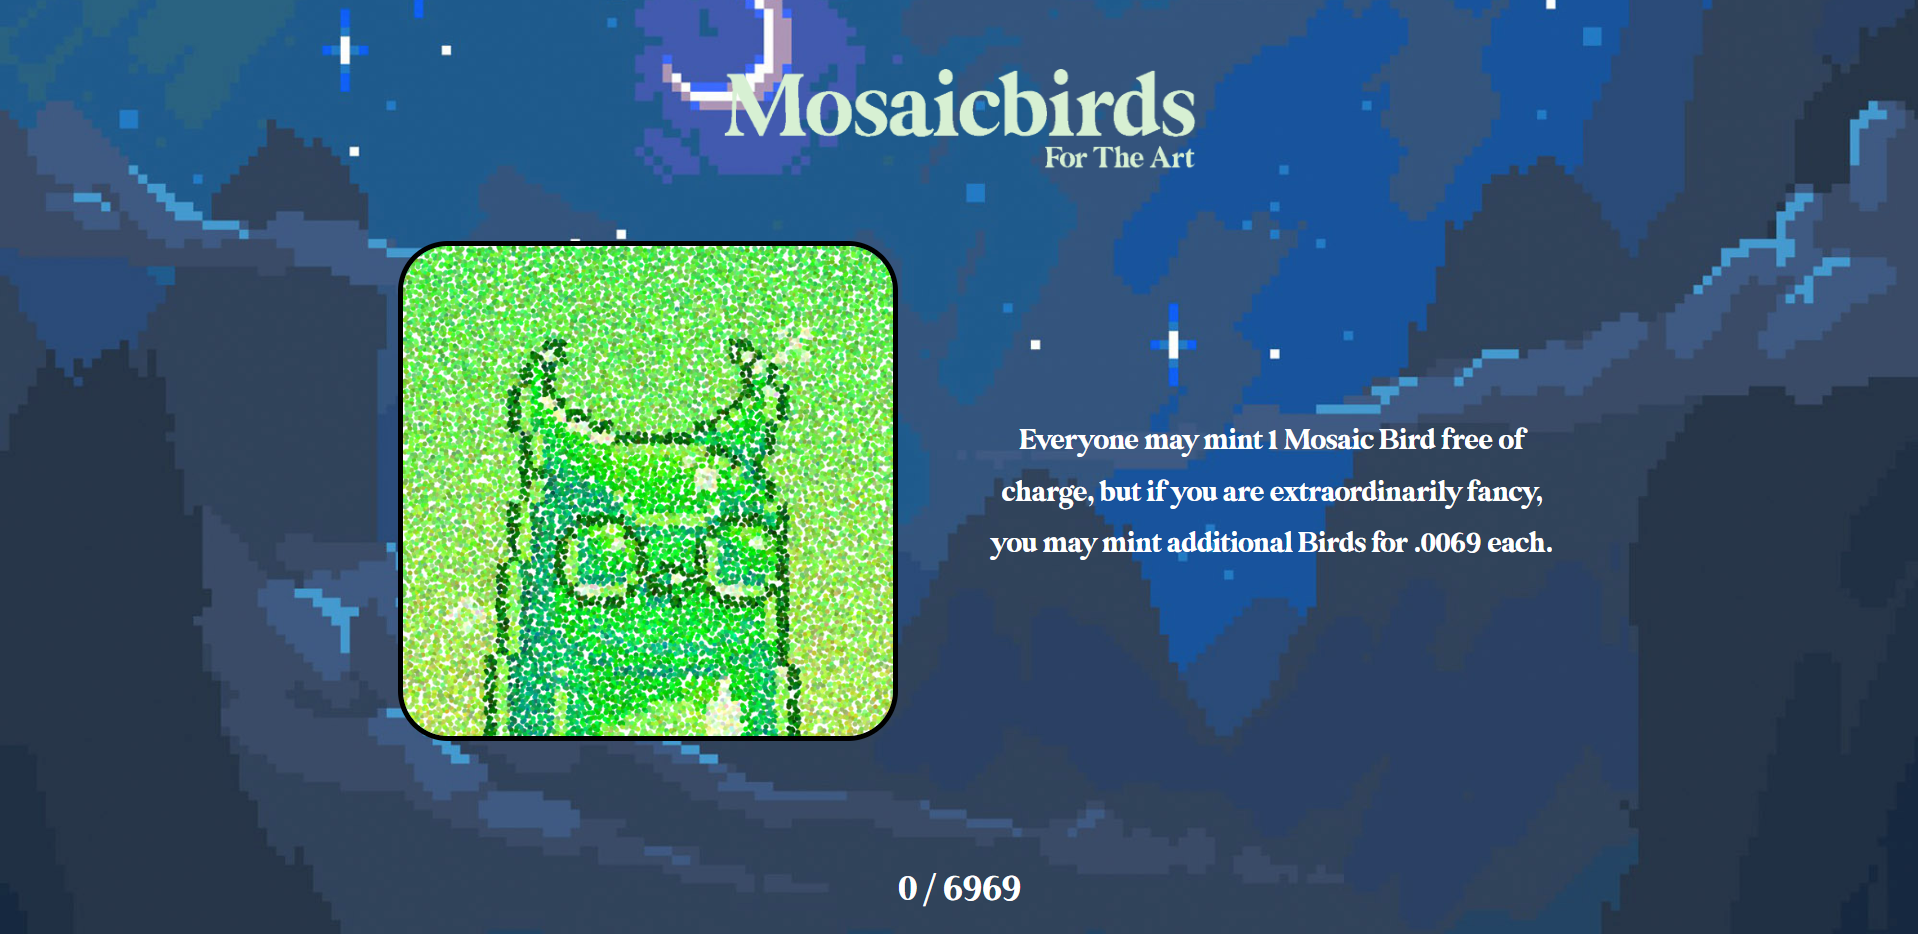 Mosaicbirds
For The Art
Everyone may mint 1 Mosaic Bird free of
charge, but if you are extraordinarily fancy,
you may mint additional Birds for .0069 each.
0 / 6969